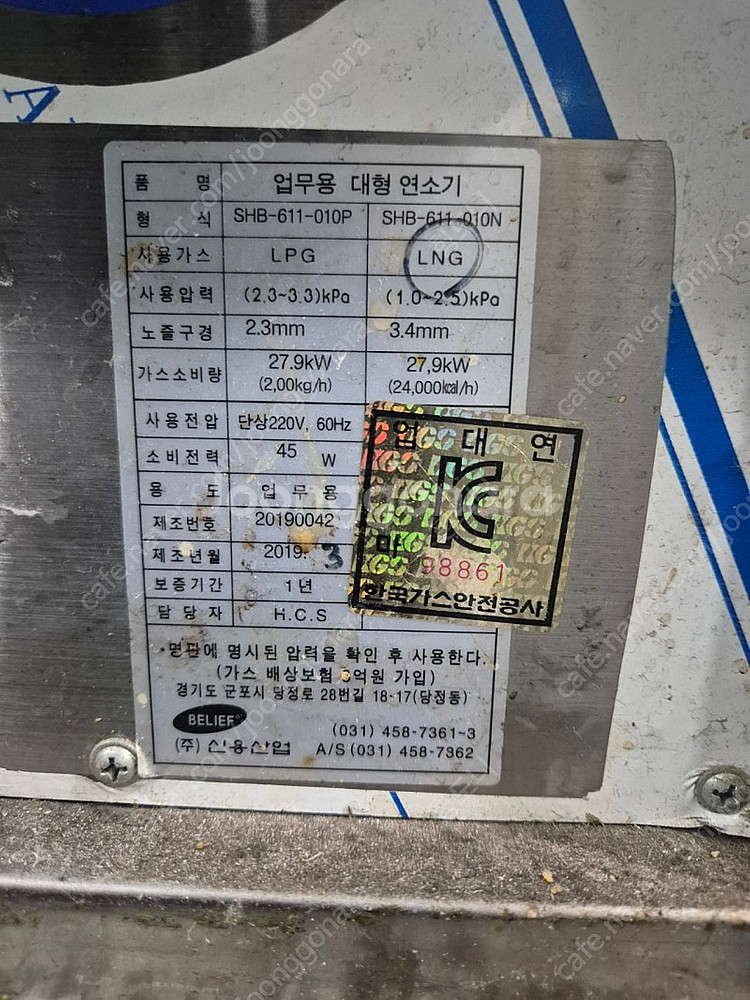 품 명 업무용 대형 연소기
형 식 SHB-611-010P SHB-611-010N
사용가스 LPG LNG
사용압력 (2.3~3.3)kPa (1.0~2.5)kPa
노즐구경 2.3mm 3.4mm
가스소비량 27.9kW (2,00kg/h) 27,9kW (24,000kcal/h)
사용전압 단상220V, 60Hz
소비전력 45 W
용 도 업무용
제조번호 20190042
제조년월 2019. 3
보증기간 1년
담당자 H.C.S
업 대 연
KC
마 98861
한국가스안전공사
•명판에 명시된 압력을 확인 후 사용한다.
(가스 배상보험 억원 가입)
경기도 군포시 당정로 28번길 18-17(당정동)
BELIEF
(031) 458-7361-3
(주) 신용산업 A/S (031) 458-7362
joonggonara
cafe.naver.com/joonggonara